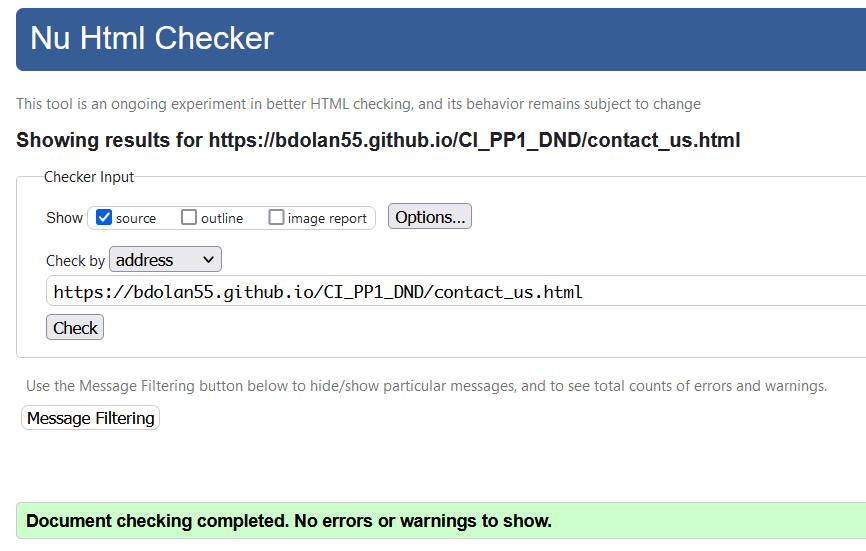 Nu Html Checker
This tool is an ongoing experiment in better HTML checking, and its behavior remains subject to change
Showing results for https://bdolan55.github.io/CI_PP1_DND/contact_us.html
Checker Input
Show source outline image report Options...
Check by address
https://bdolan55.github.io/CI_PP1_DND/contact_us.html
Check
Use the Message Filtering button below to hide/show particular messages, and to see total counts of errors and warnings.
Message Filtering
Document checking completed. No errors or warnings to show.